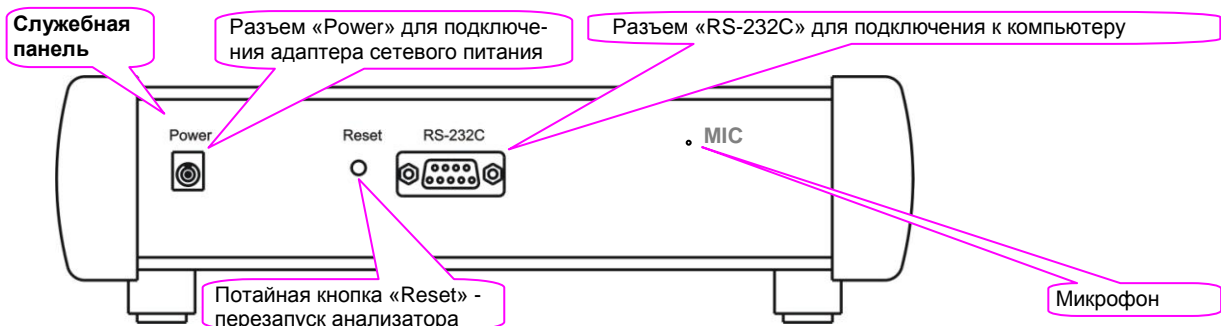 Служебная
панель
Разъем «Power» для подключе-
ния адаптера сетевого питания
Разъем «RS-232C» для подключения к компьютеру
Power
Reset
RS-232C
MIC
Потайная кнопка «Reset» -
перезапуск анализатора
Микрофон